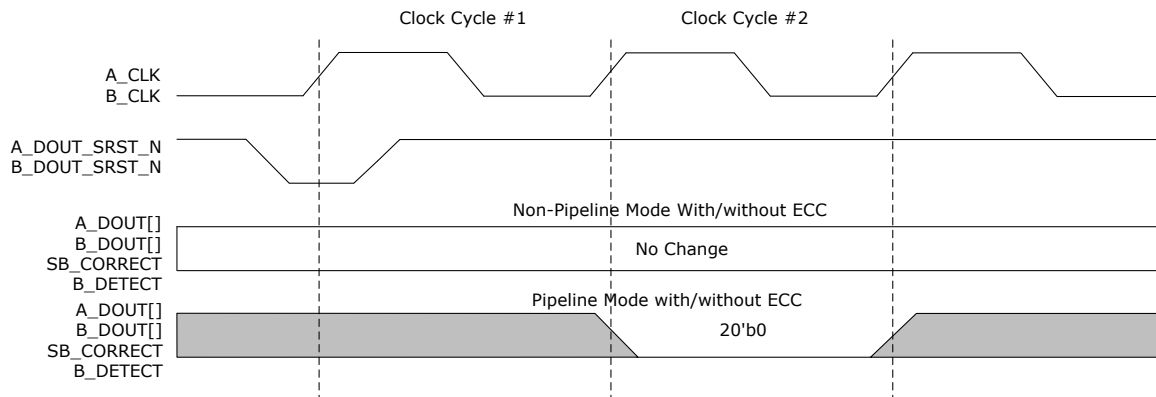 Clock Cycle #1
Clock Cycle #2
A_CLK
B_CLK
A_DOUT_SRST_N
B_DOUT_SRST_N
Non-Pipeline Mode With/without ECC
A_DOUT[]
B_DOUT[]
No Change
SB_CORRECT
B_DETECT
Pipeline Mode with/without ECC
A_DOUT[]
B_DOUT[]
20'b0
SB_CORRECT
B_DETECT